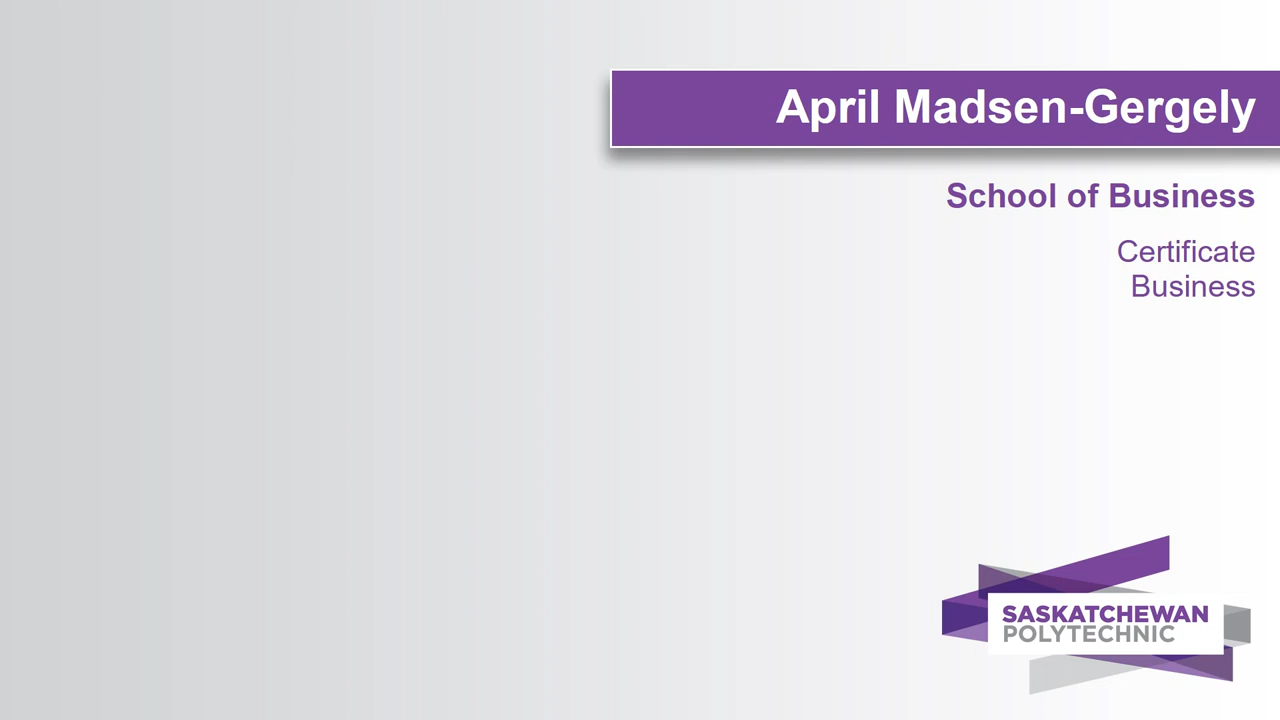 April Madsen-Gergely
School of Business
Certificate
Business
SASKATCHEWAN
POLYTECHNIC